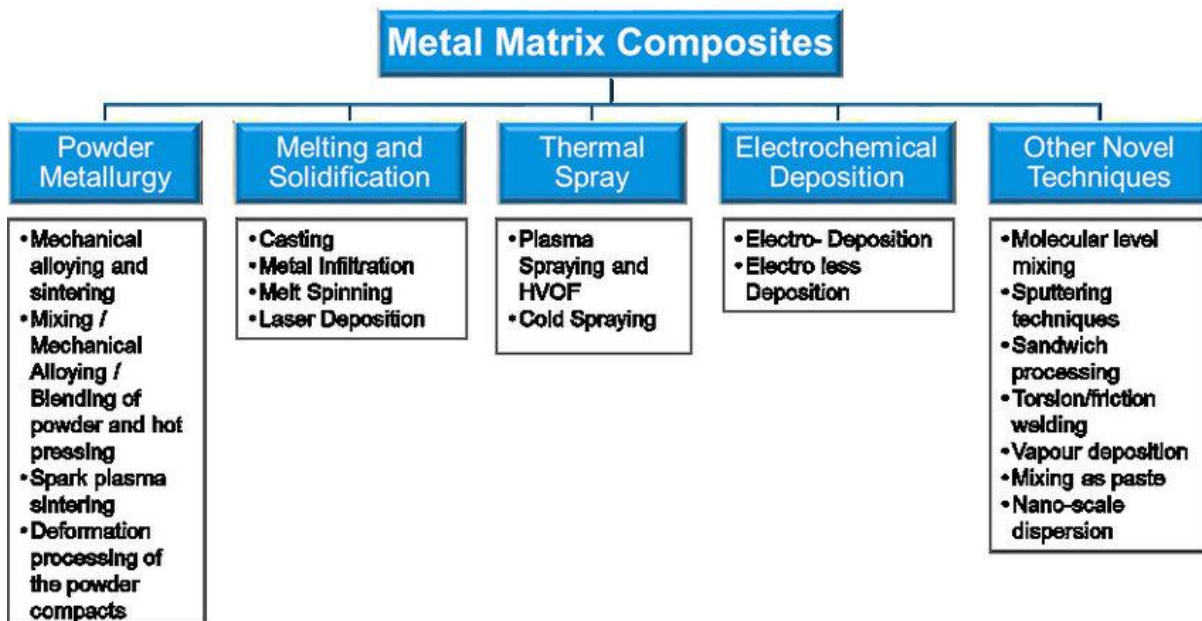 Metal Matrix Composites
Powder
Metallurgy
• Mechanical
alloying and
sintering
• Mixing /
Mechanical
Alloying /
Blending of
powder and hot
pressing
• Spark plasma
sintering
• Deformation
processing of
the powder
compacts
Melting and
Solidification
• Casting
• Metal Infiltration
• Melt Spinning
• Laser Deposition
Thermal
Spray
• Plasma
Spraying and
HVOF
• Cold Spraying
Electrochemical
Deposition
• Electro- Deposition
• Electro less
Deposition
Other Novel
Techniques
• Molecular level
mixing
• Sputtering
techniques
• Sandwich
processing
• Torsion/friction
welding
• Vapour deposition
• Mixing as paste
• Nano-scale
dispersion